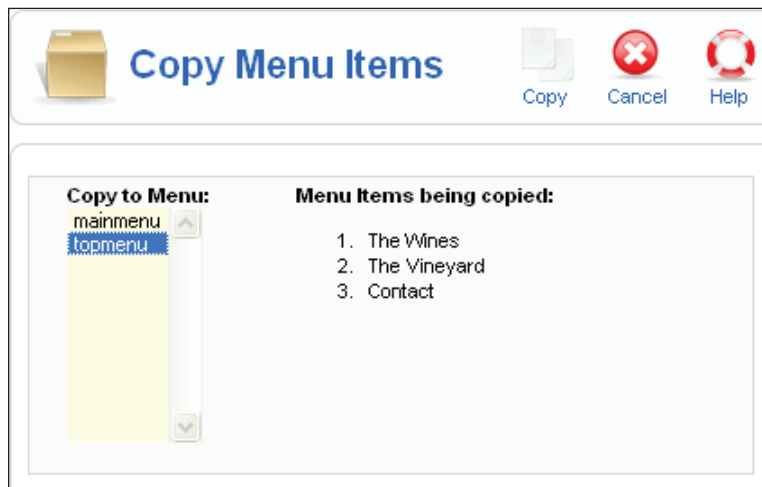 Copy Menu Items
Copy
Cancel
Help
Copy to Menu:
mainmenu
topmenu
Menu Items being copied:
1. The Wines
2. The Vineyard
3. Contact